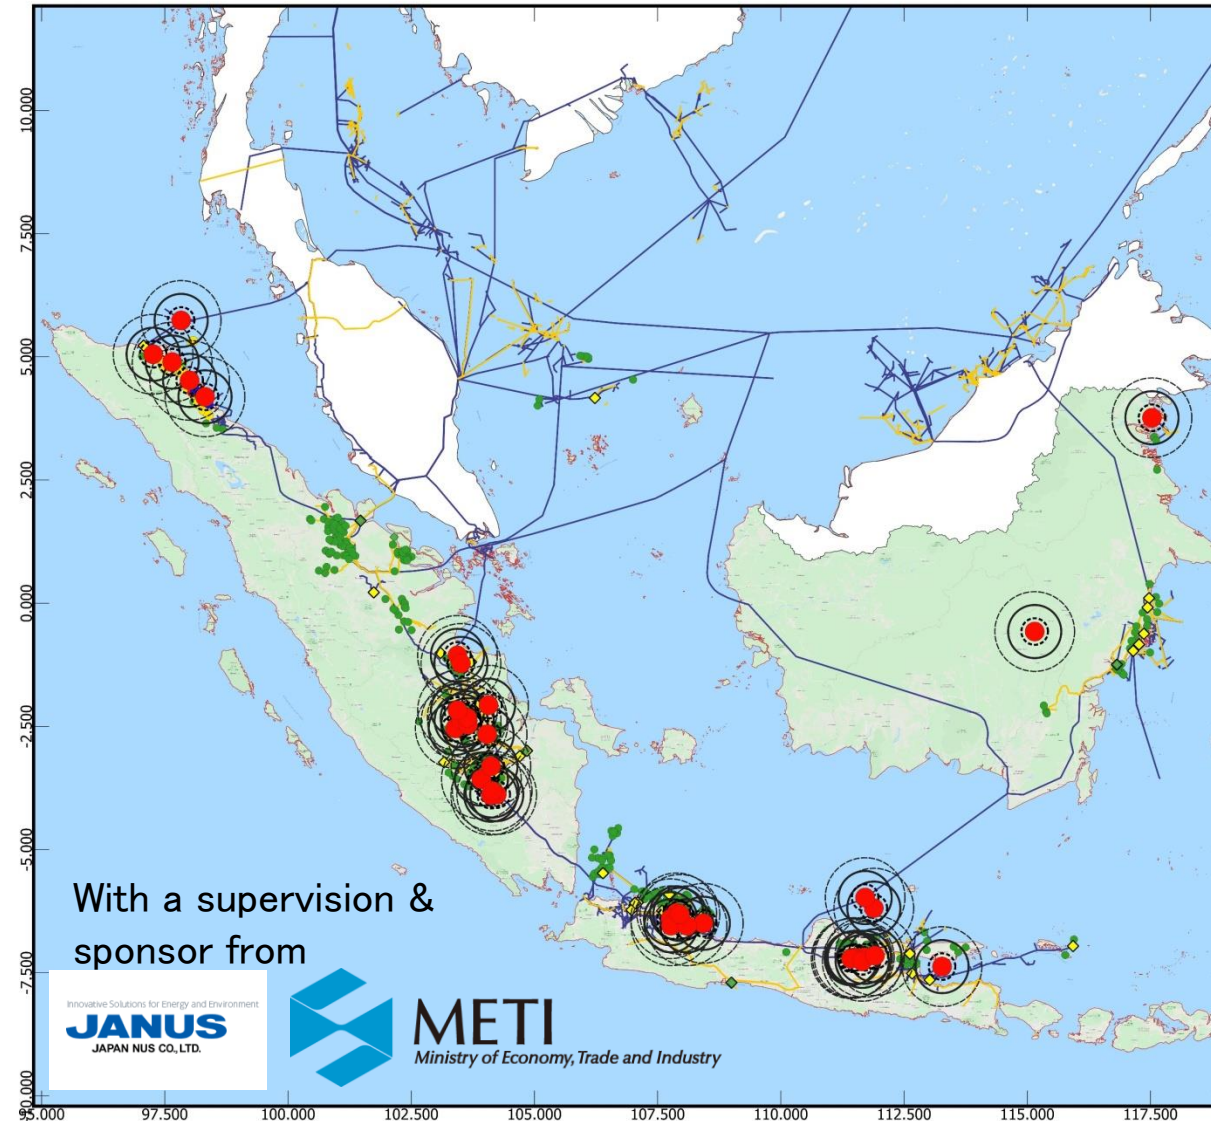 10.000
7.500
5.000
2.500
0.000
-2.500
-5.000
-7.500
With a supervision &
sponsor from
Innovative Solutions for Energy and Environment
JANUS
JAPAN NUS CO., LTD.
METI
Ministry of Economy, Trade and Industry
95.000 97.500 100.000 102.500 105.000 107.500 110.000 112.500 115.000 117.500